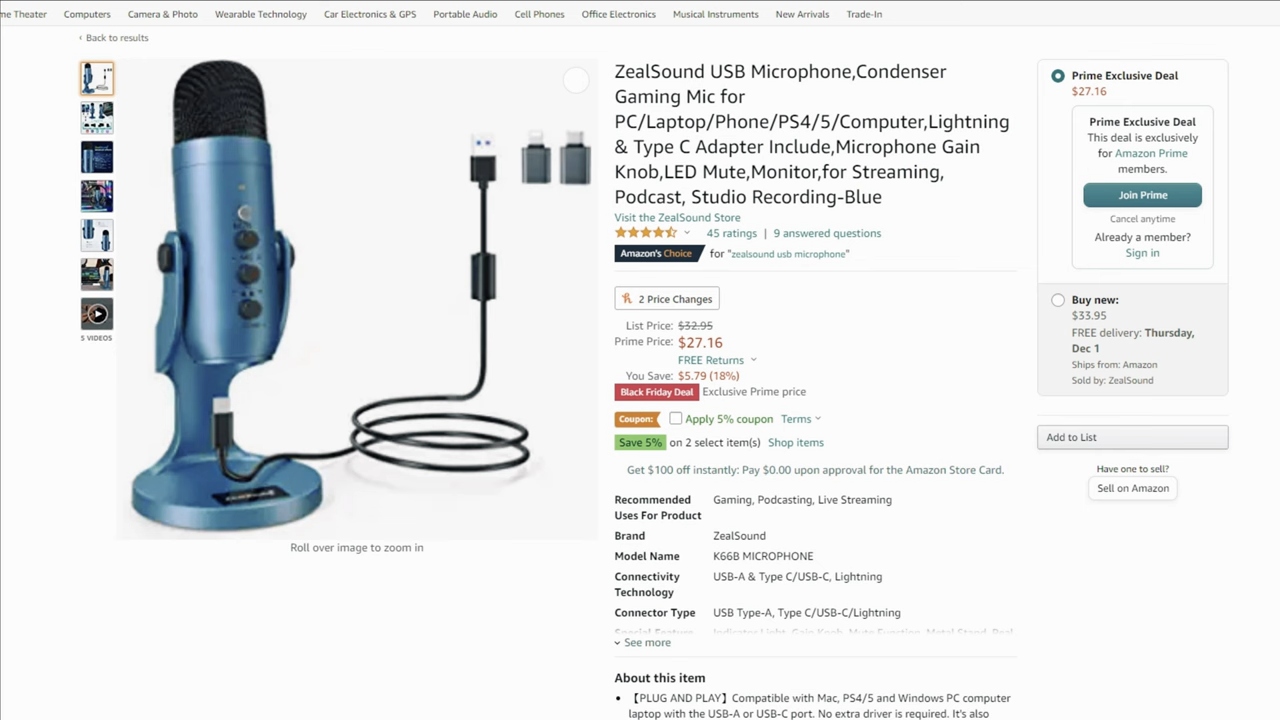 me Theater Computers Camera & Photo Wearable Technology Car Electronics & GPS Portable Audio Cell Phones Office Electronics Musical Instruments New Arrivals Trade-In
‹ Back to results
5 VIDEOS
Roll over image to zoom in
ZealSound USB Microphone,Condenser
Gaming Mic for
PC/Laptop/Phone/PS4/5/Computer,Lightning
& Type C Adapter Include,Microphone Gain
Knob,LED Mute,Monitor,for Streaming,
Podcast, Studio Recording-Blue
Visit the ZealSound Store
45 ratings | 9 answered questions
Amazon's Choice for "zealsound usb microphone"
2 Price Changes
List Price: $32.95
Prime Price: $27.16
FREE Returns
You Save: $5.79 (18%)
Black Friday Deal Exclusive Prime price
Coupon: Apply 5% coupon Terms
Save 5% on 2 select item(s) Shop items
Get $100 off instantly: Pay $0.00 upon approval for the Amazon Store Card.
Recommended Gaming, Podcasting, Live Streaming
Uses For Product
Brand ZealSound
Model Name K66B MICROPHONE
Connectivity USB-A & Type C/USB-C, Lightning
Technology
Connector Type USB Type-A, Type C/USB-C/Lightning
Special Feature Indicator Light, Gain Knob, Mute Function, Metal Stand, Real
See more
About this item
• 【PLUG AND PLAY】Compatible with Mac, PS4/5 and Windows PC computer
laptop with the USB-A or USB-C port. No extra driver is required. It's also
Prime Exclusive Deal
$27.16
Prime Exclusive Deal
This deal is exclusively
for Amazon Prime
members.
Join Prime
Cancel anytime
Already a member?
Sign in
Buy new:
$33.95
FREE delivery: Thursday,
Dec 1
Ships from: Amazon
Sold by: ZealSound
Add to List
Have one to sell?
Sell on Amazon